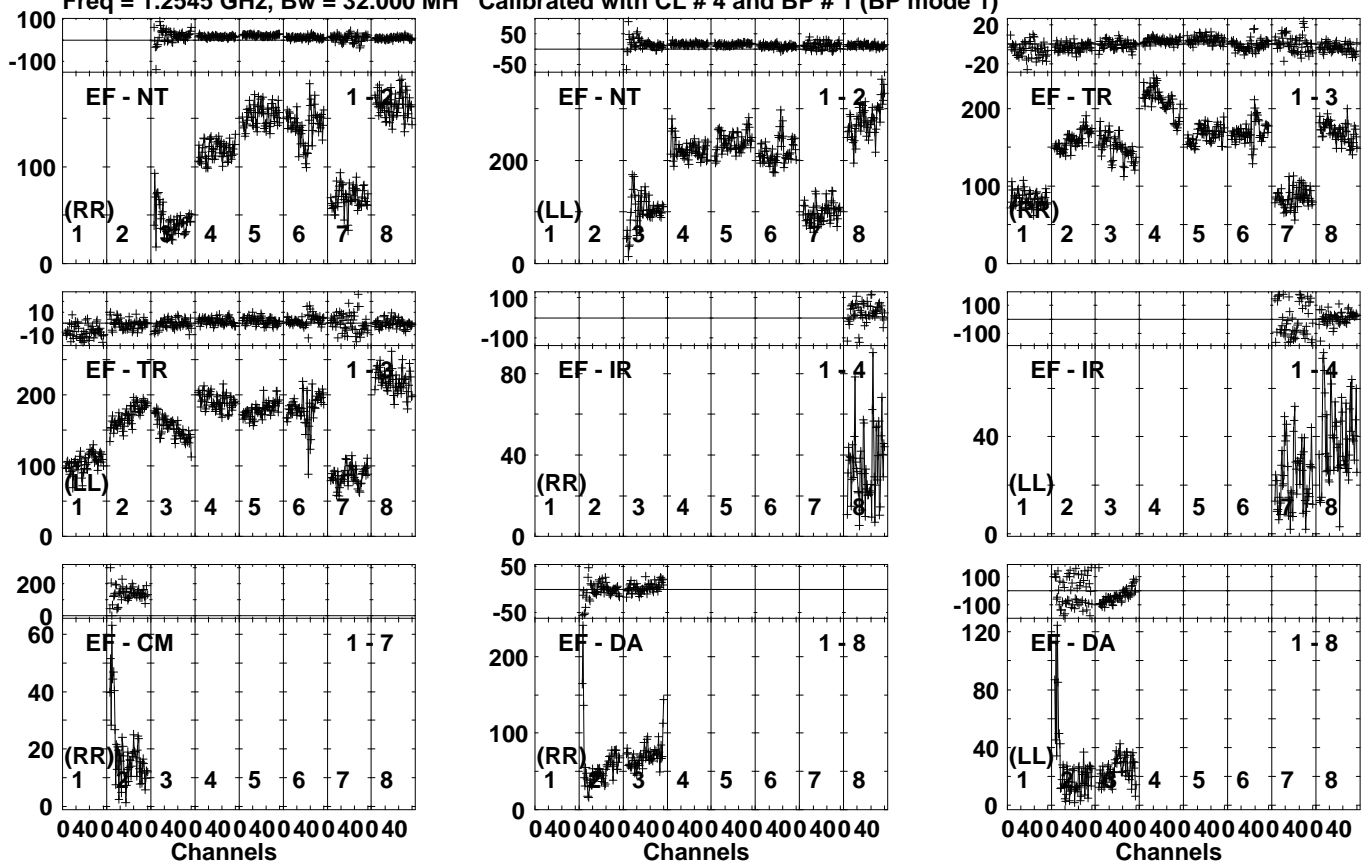 Freq = 1.2545 GHz, Bw = 32.000 MH Calibrated with CL # 4 and BP # 1 (BP mode 1)
100
-100
50
-50
20
-20
EF - NT 1 - 2
EF - NT 1 - 2
EF - TR 1 - 3
100
0
200
0
200
100
0
(RR)
(LL)
(RR)
1 2 3 4 5 6 7 8
1 2 3 4 5 6 7 8
1 2 3 4 5 6 7 8
10
-10
100
-100
100
-100
EF - TR 1 - 3
EF - IR 1 - 4
EF - IR 1 - 4
200
100
0
80
40
0
40
0
(LL)
(RR)
(LL)
1 2 3 4 5 6 7 8
1 2 3 4 5 6 7 8
1 2 3 4 5 6 7 8
200
0
50
-50
100
-100
EF - CM 1 - 7
EF - DA 1 - 8
EF - DA 1 - 8
60
40
20
0
200
100
0
120
80
40
0
(RR)
(RR)
(LL)
1 2 3 4 5 6 7 8
1 2 3 4 5 6 7 8
1 2 3 4 5 6 7 8
0 40 0 40 0 40 0 40 0 40 0 40 0 40 0 40
0 40 0 40 0 40 0 40 0 40 0 40 0 40 0 40
0 40 0 40 0 40 0 40 0 40 0 40 0 40 0 40
Channels
Channels
Channels